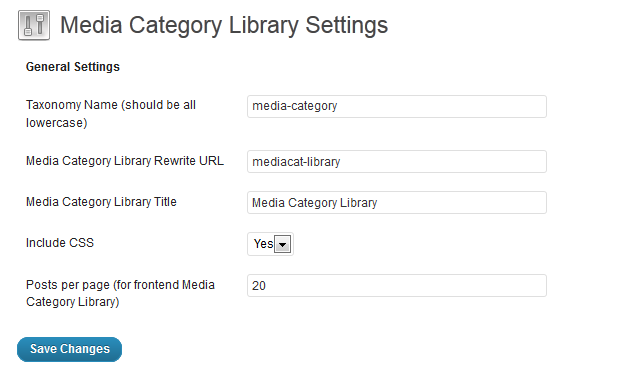 Media Category Library Settings
General Settings
Taxonomy Name (should be all
lowercase)
media-category
Media Category Library Rewrite URL
mediacat-library
Media Category Library Title
Media Category Library
Include CSS
Yes
Posts per page (for frontend Media
Category Library)
20
Save Changes